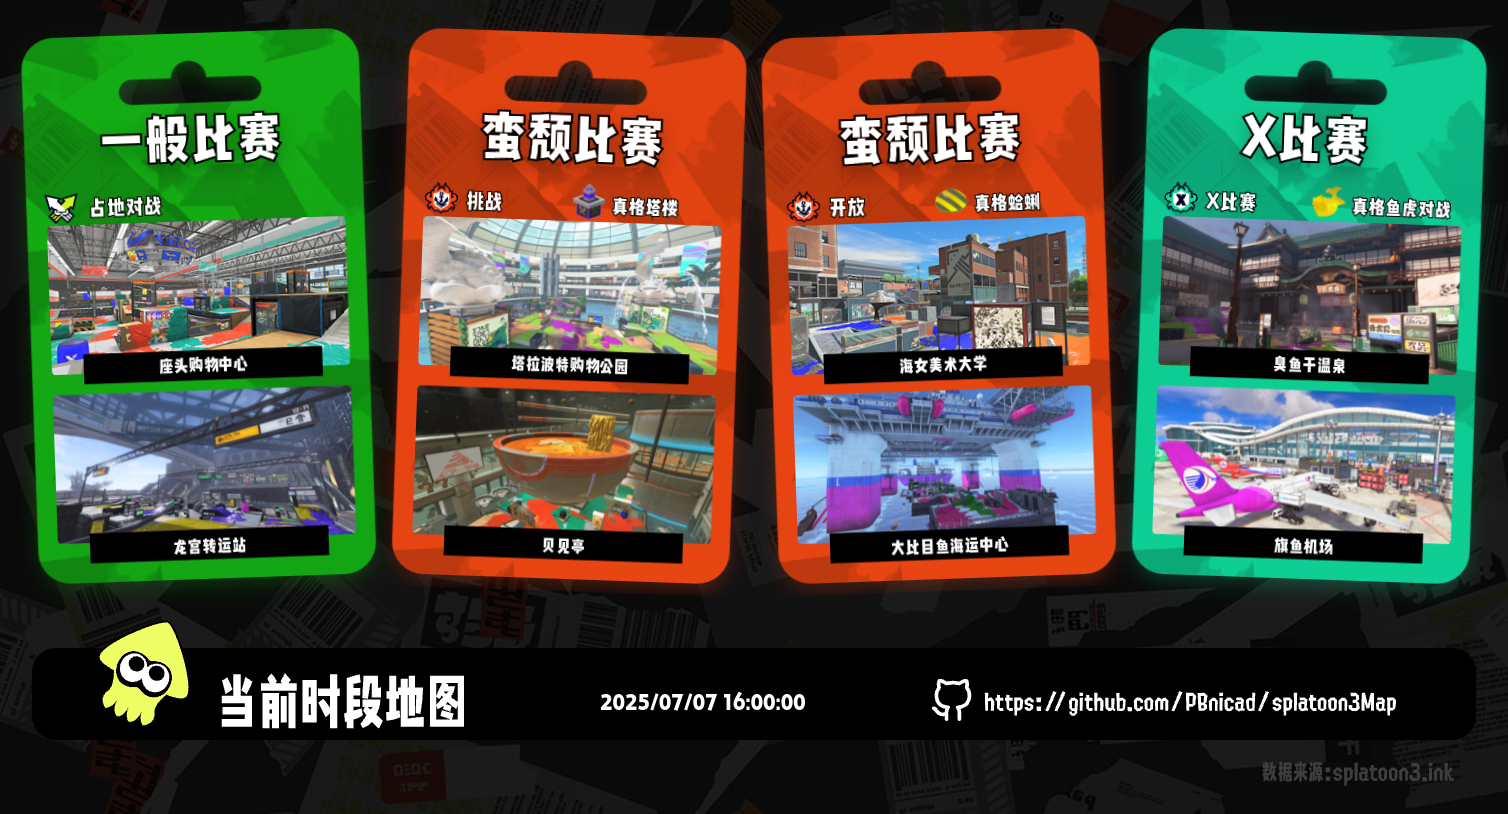 一般比赛
占地对战
座头购物中心
龙宫转运站
蛮颓比赛
挑战
真格塔楼
塔拉波特购物公园
贝见亭
蛮颓比赛
开放
真格蛤蜊
海女美术大学
大比目鱼海运中心
X比赛
X比赛
真格鱼虎对战
臭鱼干温泉
旗鱼机场
当前时段地图
2025/07/07 16:00:00
https://github.com/PBnicad/splatoon3Map
数据来源:splatoon3.ink